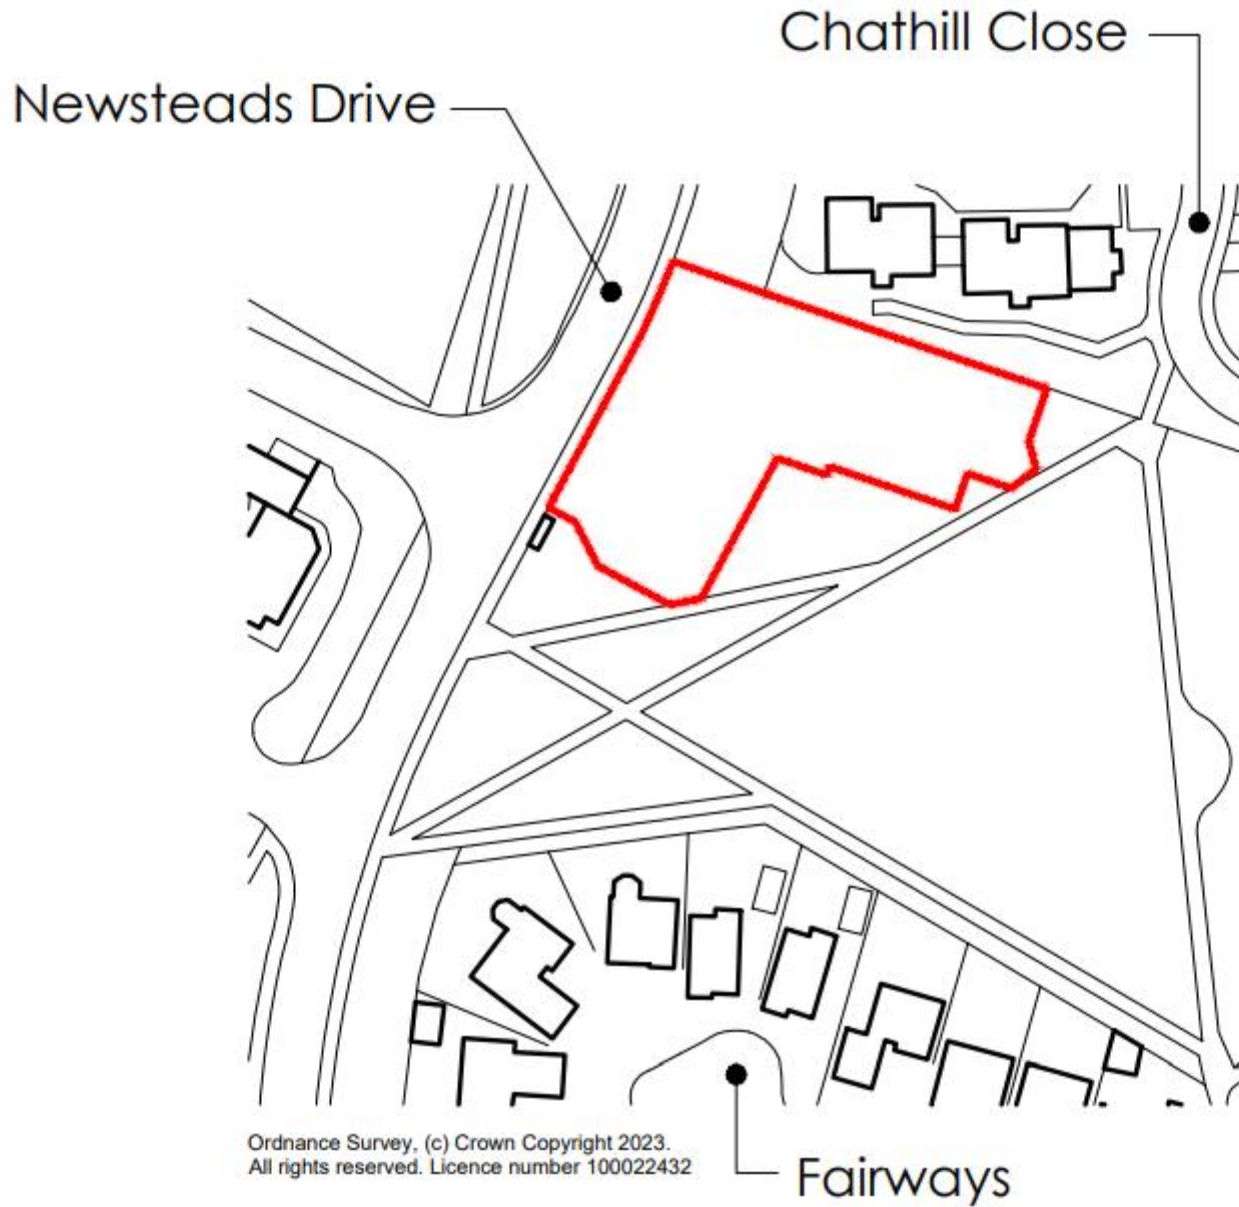 Chathill Close
Newsteads Drive
Ordnance Survey, (c) Crown Copyright 2023.
All rights reserved. Licence number 100022432
Fairways